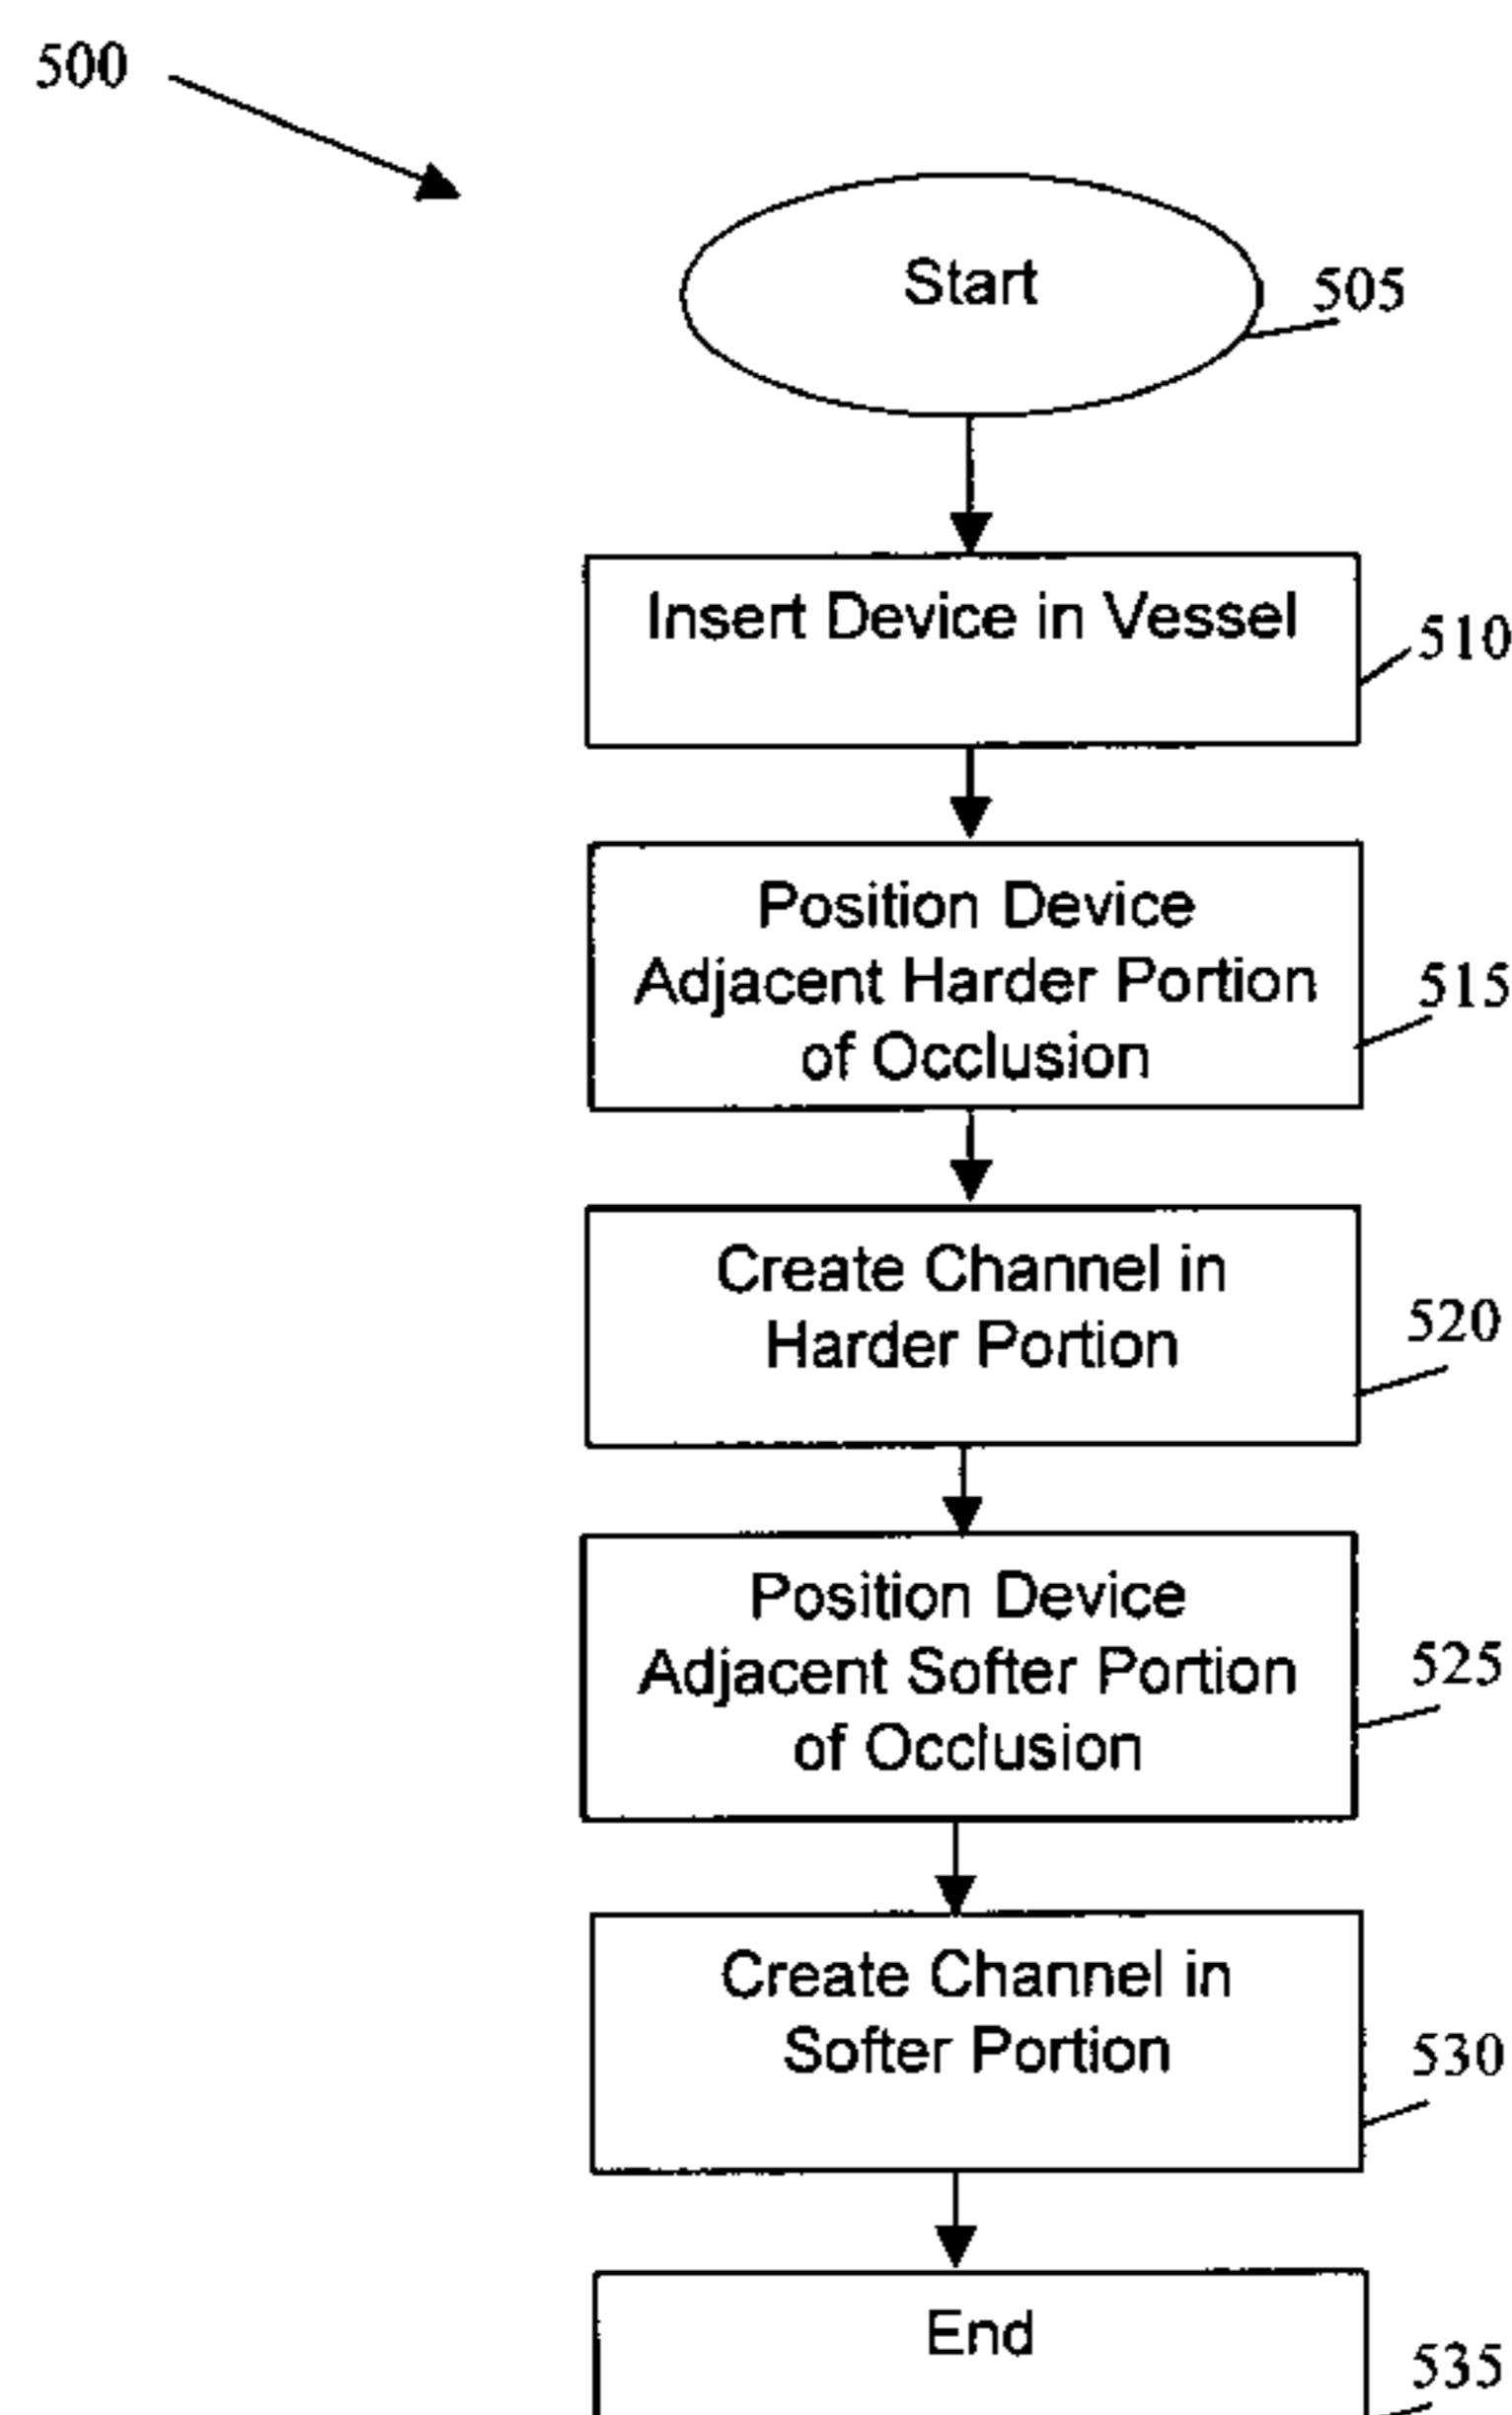 500
Start
505
Insert Device in Vessel
510
Position Device
Adjacent Harder Portion
of Occlusion
515
Create Channel in
Harder Portion
520
Position Device
Adjacent Softer Portion
of Occlusion
525
Create Channel in
Softer Portion
530
End
535